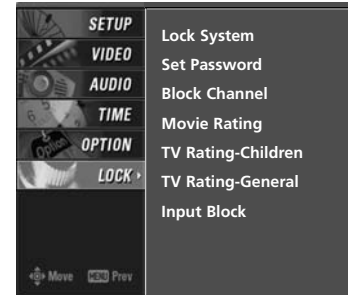 SETUP
VIDEO
AUDIO
TIME
OPTION
LOCK
Move MENU Prev
Lock System
Set Password
Block Channel
Movie Rating
TV Rating-Children
TV Rating-General
Input Block